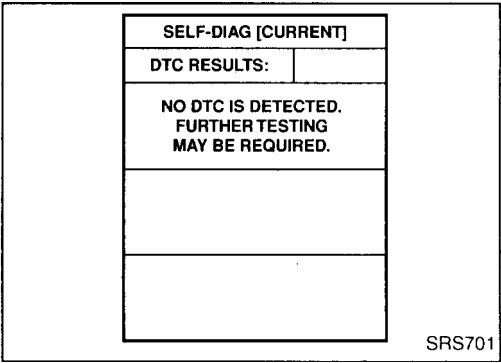 SELF-DIAG [CURRENT]
DTC RESULTS:
NO DTC IS DETECTED.
FURTHER TESTING
MAY BE REQUIRED.
SRS701